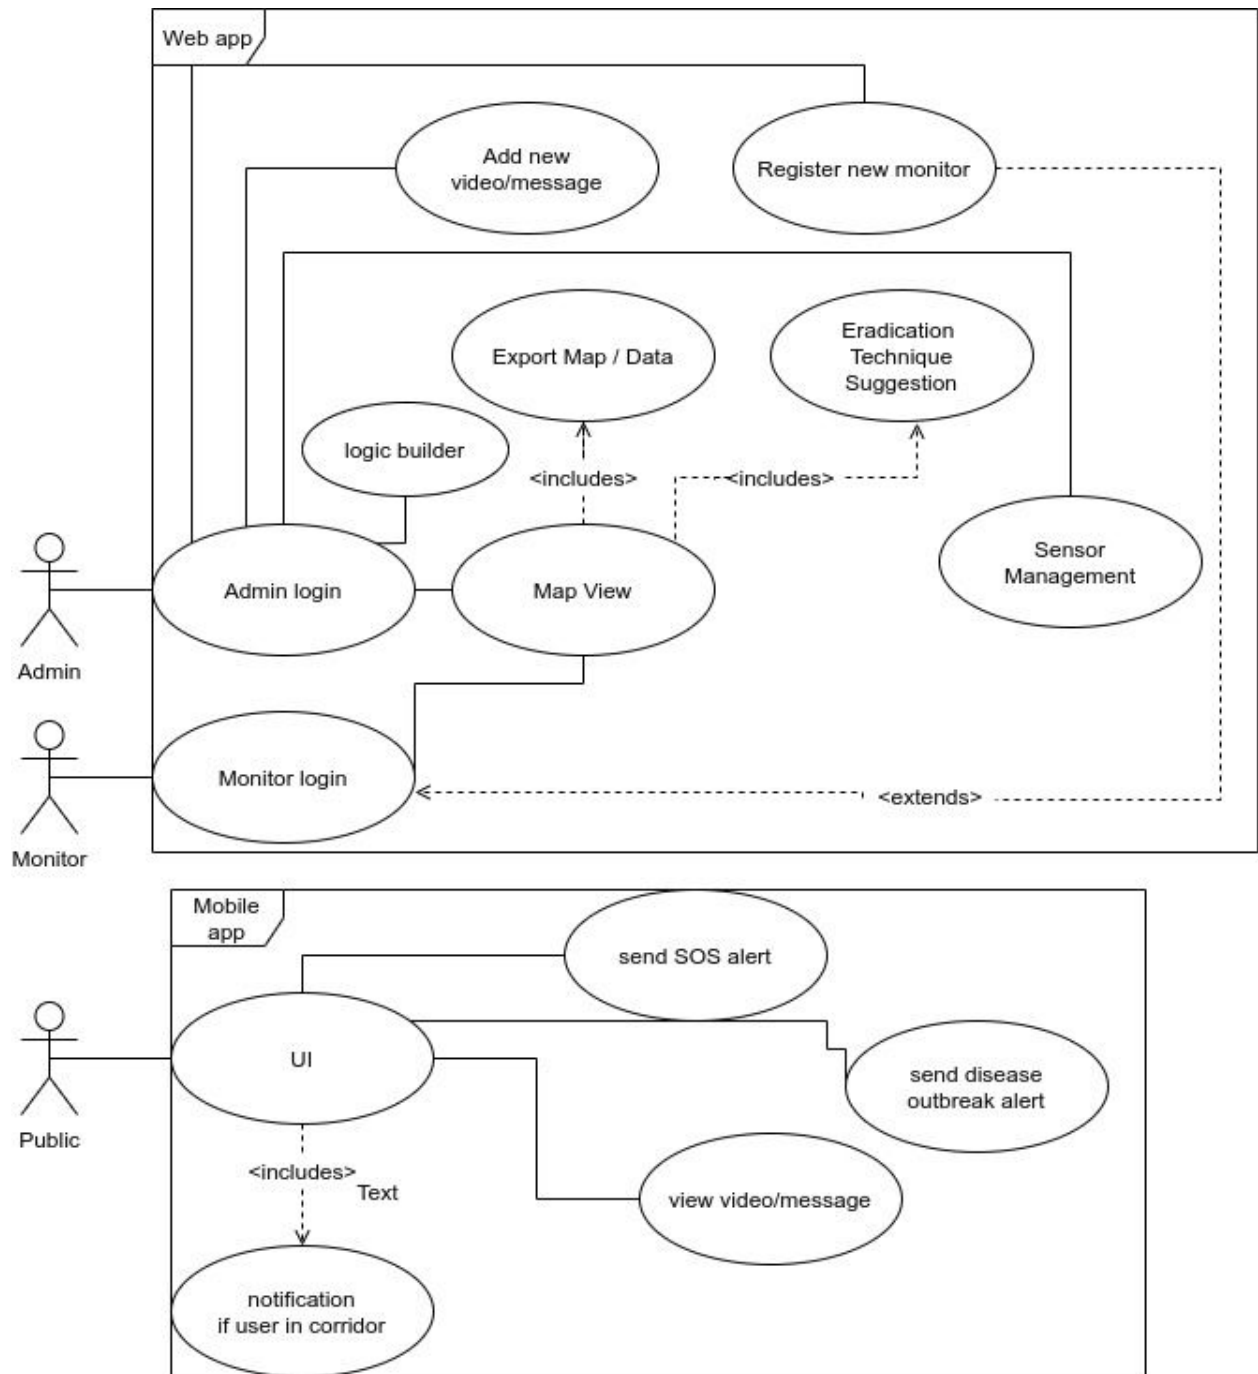 Web app
Add new
video/message
Register new monitor
Export Map / Data
Eradication
Technique
Suggestion
logic builder
<includes>
<includes>
Sensor
Management
Admin login
Map View
Admin
Monitor login
<extends>
Monitor
Mobile
app
send SOS alert
UI
send disease
outbreak alert
Public
<includes>
Text
view video/message
notification
if user in corridor